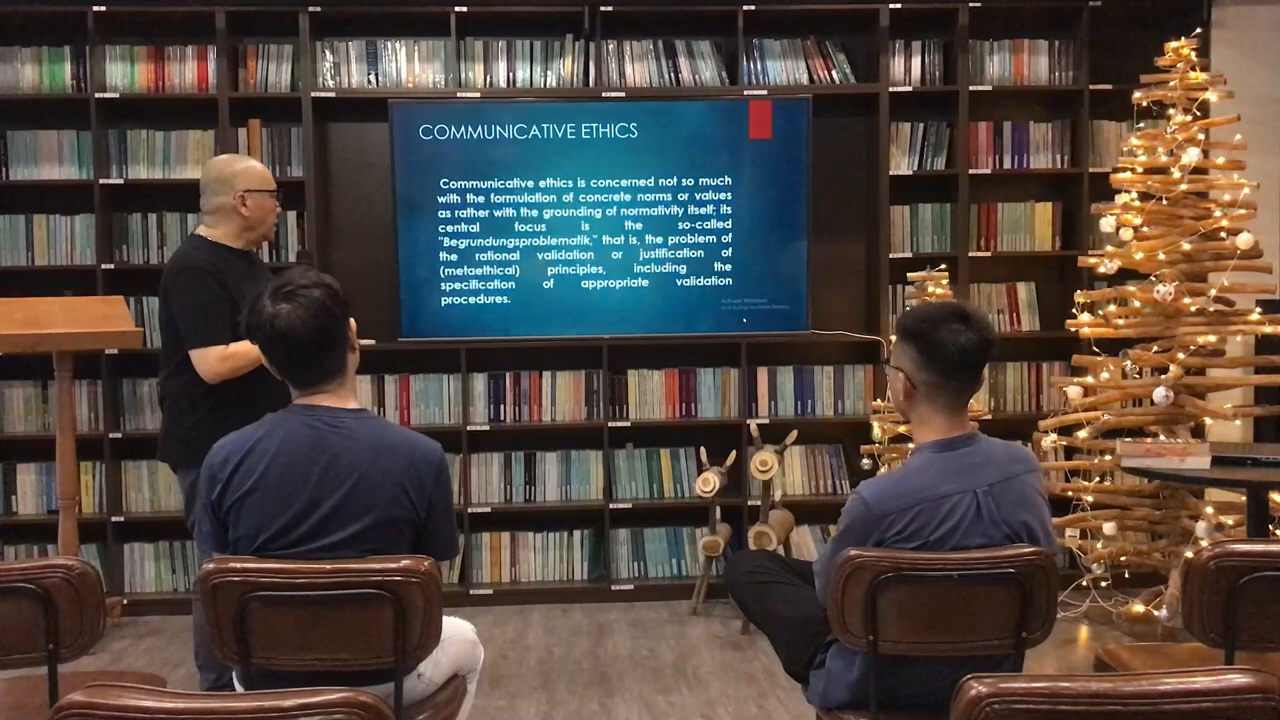 COMMUNICATIVE ETHICS
Communicative ethics is concerned not so much
with the formulation of concrete norms or values
as rather with the grounding of normativity itself; its
central focus is the so-called
"Begrundungsproblematik," that is, the problem of
the rational validation or justification of
(metaethical) principles, including the
specification of appropriate validation
procedures.
Activate Windows